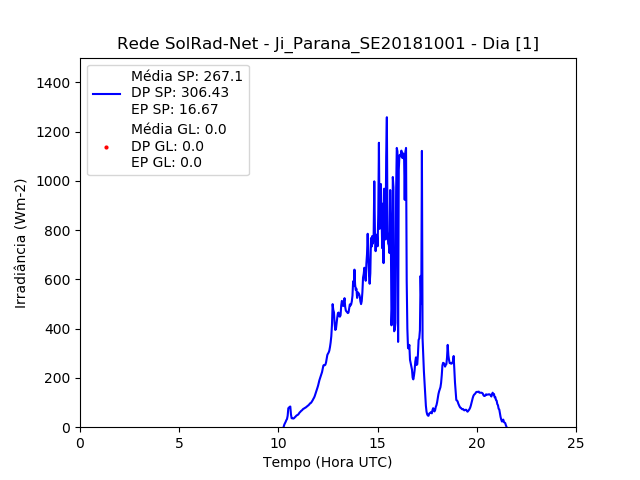 Rede SolRad-Net - Ji_Parana_SE20181001 - Dia [1]
Média SP: 267.1
DP SP: 306.43
EP SP: 16.67
Média GL: 0.0
DP GL: 0.0
EP GL: 0.0
Irradiância (Wm-2)
1400
1200
1000
800
600
400
200
0
0 5 10 15 20 25
Tempo (Hora UTC)